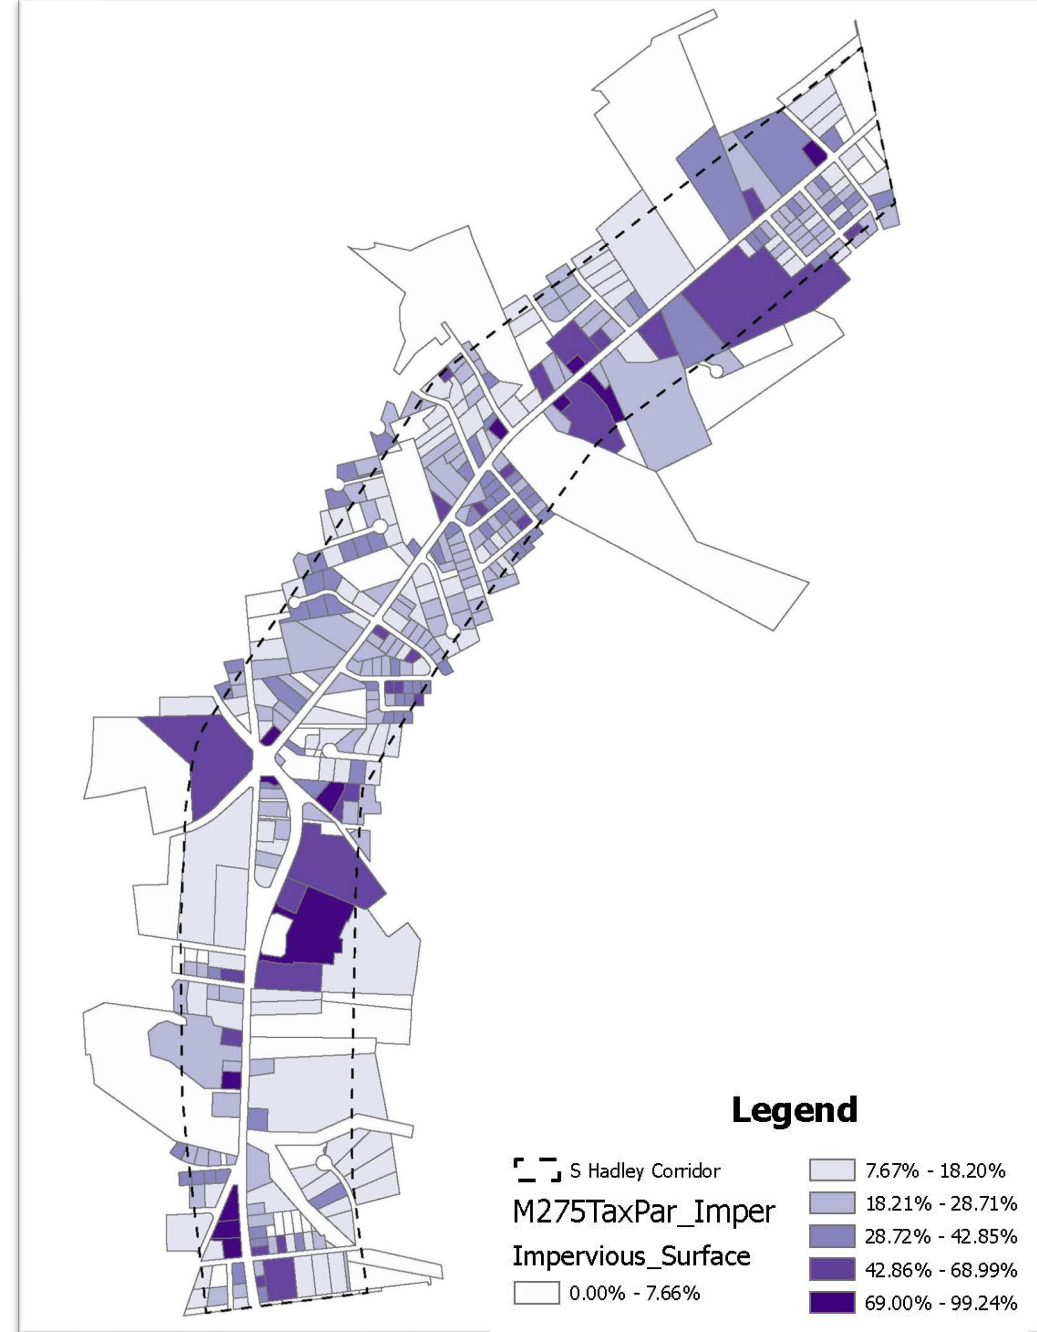 Legend
S Hadley Corridor
M275TaxPar_Imper
Impervious_Surface
0.00% - 7.66%
7.67% - 18.20%
18.21% - 28.71%
28.72% - 42.85%
42.86% - 68.99%
69.00% - 99.24%